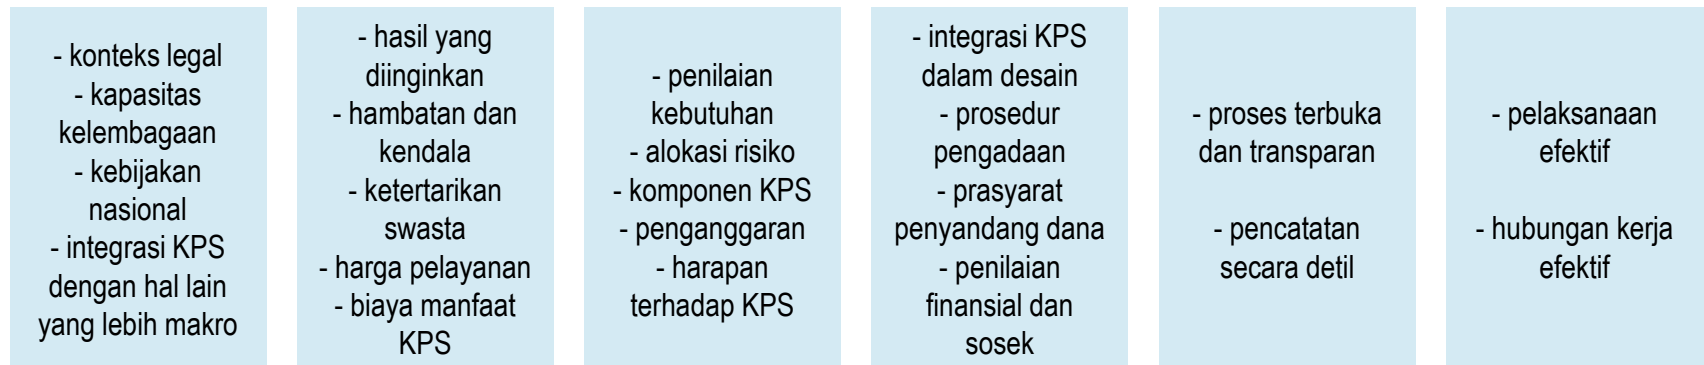 - konteks legal
- kapasitas
kelembagaan
- kebijakan
nasional
- integrasi KPS
dengan hal lain
yang lebih makro
- hasil yang
diinginkan
- hambatan dan
kendala
- ketertarikan
swasta
- harga pelayanan
- biaya manfaat
KPS
- penilaian
kebutuhan
- alokasi risiko
- komponen KPS
- penganggaran
- harapan
terhadap KPS
- integrasi KPS
dalam desain
- prosedur
pengadaan
- prasyarat
penyandang dana
- penilaian
finansial dan
sosek
- proses terbuka
dan transparan
- pencatatan
secara detil
- pelaksanaan
efektif
- hubungan kerja
efektif